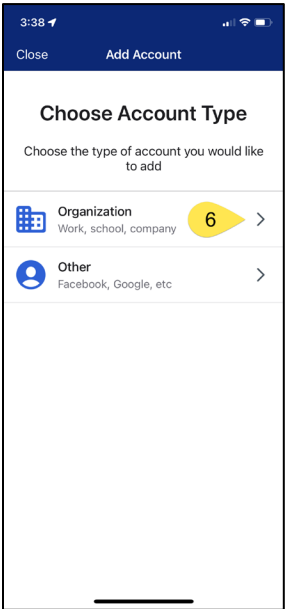 3:38
Close Add Account
Choose Account Type
Choose the type of account you would like
to add
Organization
Work, school, company
6
Other
Facebook, Google, etc